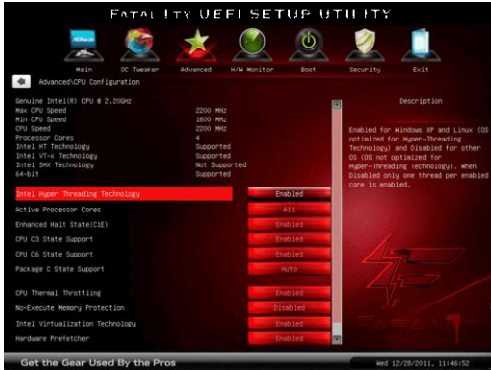 FATAL1TY UEFI SETUP UTILITY
Main OC Tweaker Advanced H/W Monitor Boot Security Exit
Advanced\CPU Configuration
Description
Genuine Intel(R) CPU @ 2.20GHz
Max CPU Speed 2200 MHz
Min CPU Speed 1600 MHz
CPU Speed 2200 MHz
Processor Cores 4
Intel HT Technology Supported
Intel VT-x Technology Supported
Intel SMX Technology Not Supported
64-bit Supported
Enabled for Windows XP and Linux (OS
optimized for Hyper-Threading
Technology) and Disabled for other
OS (OS not optimized for
Hyper-Threading Technology). When
Disabled only one thread per enabled
core is enabled.
Intel Hyper Threading Technology Enabled
Active Processor Cores All
Enhanced Halt State(C1E) Enabled
CPU C3 State Support Enabled
CPU C6 State Support Enabled
Package C State Support Auto
CPU Thermal Throttling Enabled
No-Execute Memory Protection Disabled
Intel Virtualization Technology Enabled
Hardware Prefetcher Enabled
Get the Gear Used By the Pros
Wed 12/28/2011, 11:46:52